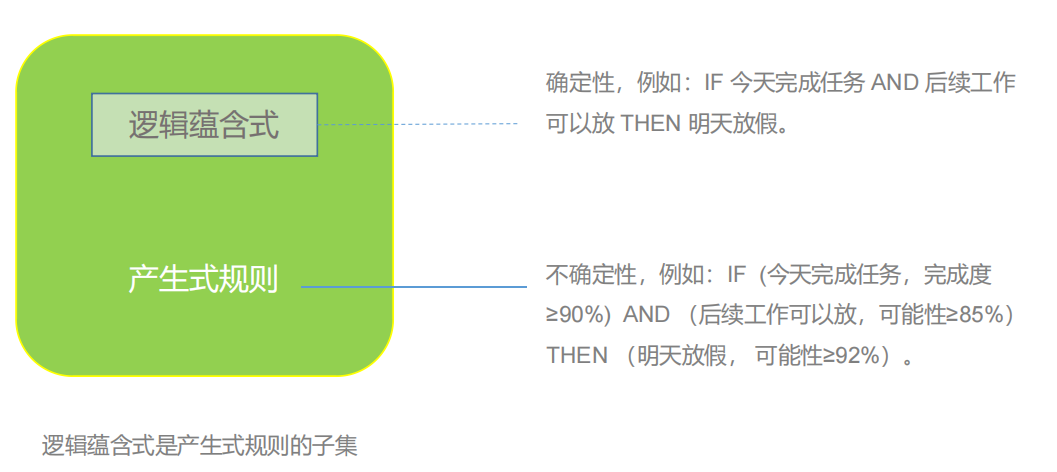 逻辑蕴含式
确定性，例如：IF 今天完成任务 AND 后续工作
可以放 THEN 明天放假。
产生式规则
不确定性，例如：IF（今天完成任务，完成度
≥90%）AND （后续工作可以放，可能性≥85%）
THEN （明天放假， 可能性≥92%）。
逻辑蕴含式是产生式规则的子集